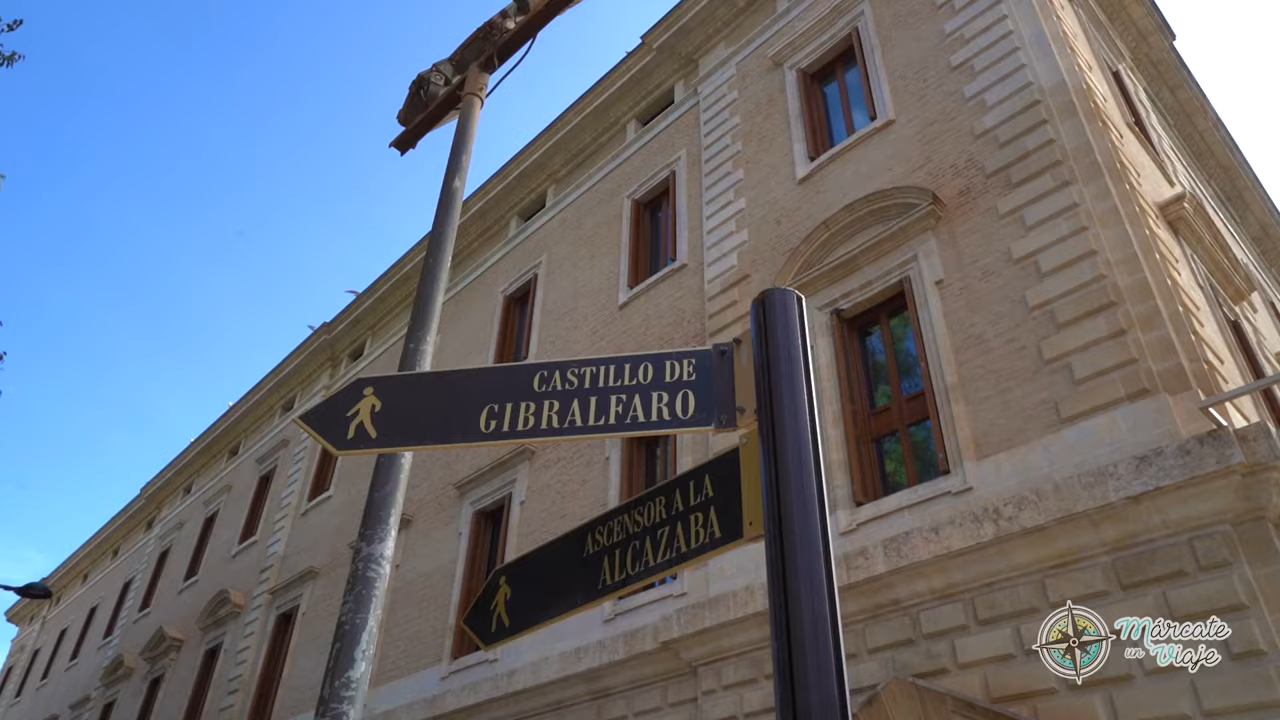 CASTILLO DE
GIBRALFARO
ASCENSOR A LA
ALCAZABA
Márcate
un Viaje